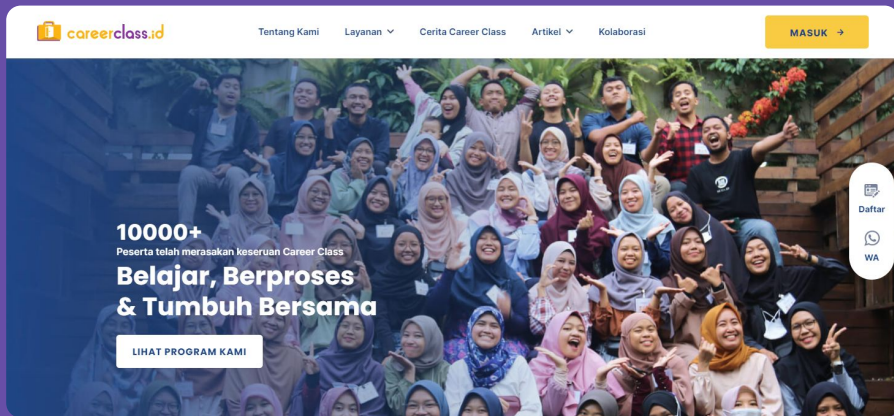 careerclass.id
Tentang Kami
Layanan
Cerita Career Class
Artikel
Kolaborasi
MASUK →
10000+
Peserta telah merasakan keseruan Career Class
Belajar, Berproses
& Tumbuh Bersama
LIHAT PROGRAM KAMI
Daftar
WA